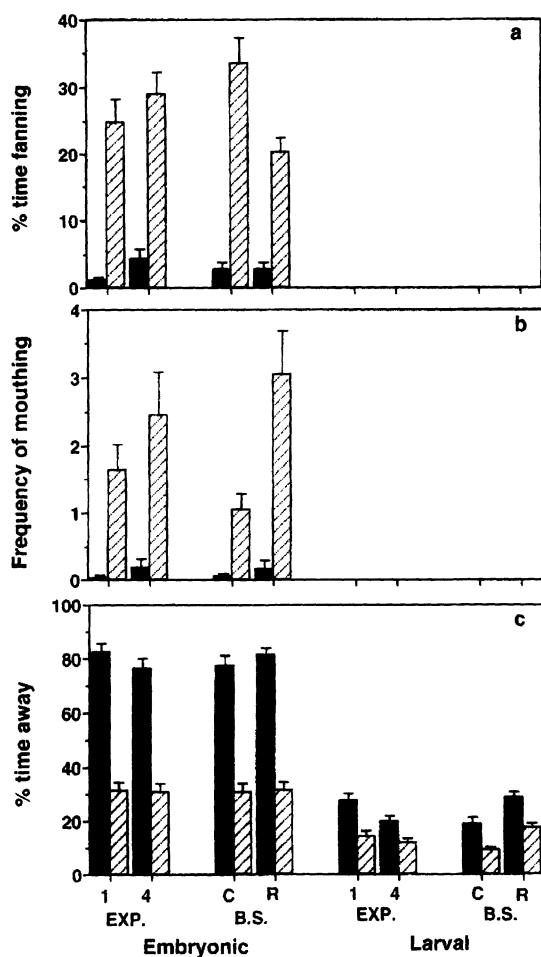 a
40
30
20
10
0
% time fanning
b
4
3
2
1
0
Frequency of mouthing
c
100
80
60
40
20
0
% time away
1 4 C R 1 4 C R
EXP. B.S. EXP. B.S.
Embryonic Larval